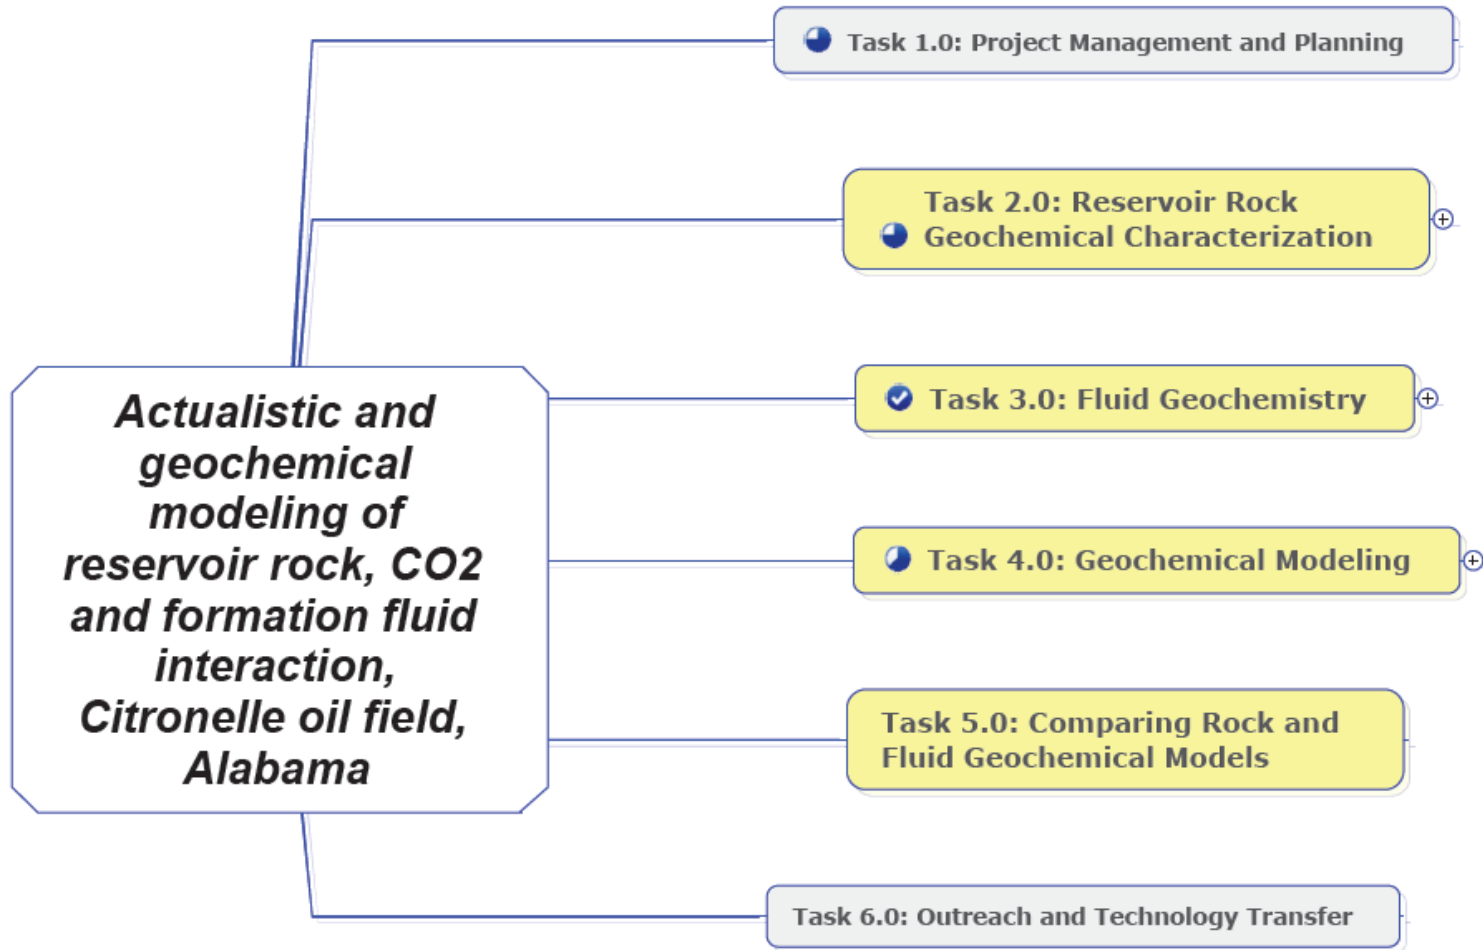 Task 1.0: Project Management and Planning
Task 2.0: Reservoir Rock
Geochemical Characterization
Task 3.0: Fluid Geochemistry
Actualistic and
geochemical
modeling of
reservoir rock, CO2
and formation fluid
interaction,
Citronelle oil field,
Alabama
Task 4.0: Geochemical Modeling
Task 5.0: Comparing Rock and
Fluid Geochemical Models
Task 6.0: Outreach and Technology Transfer